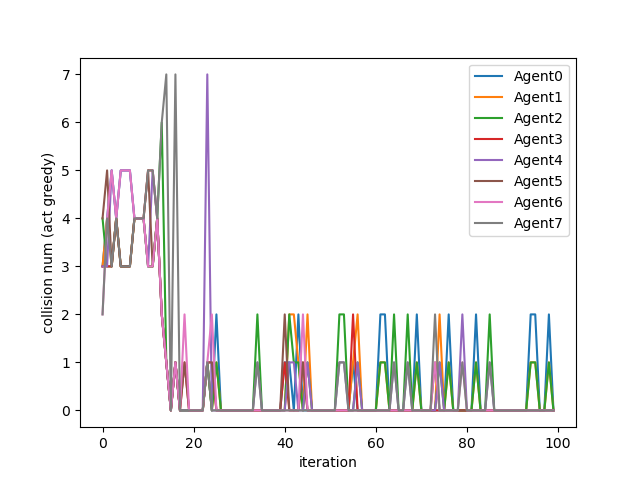 collision num (act greedy)
7
6
5
4
3
2
1
0
0 20 40 60 80 100
iteration
Agent0
Agent1
Agent2
Agent3
Agent4
Agent5
Agent6
Agent7